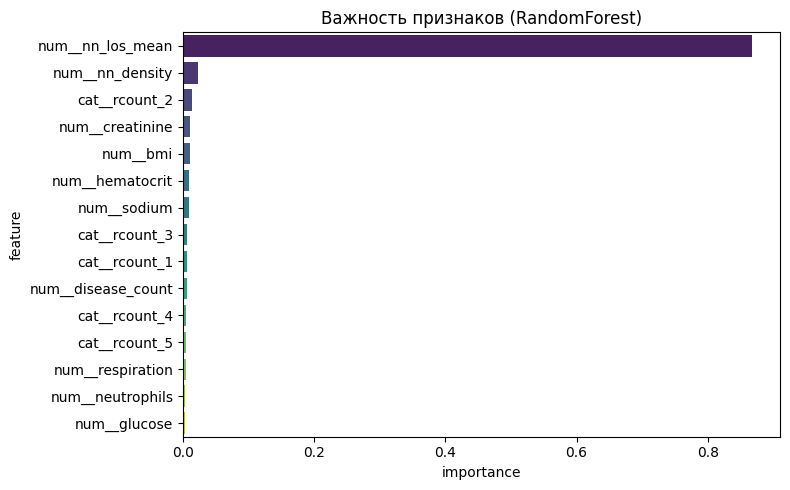 Важность признаков (RandomForest)
num__nn_los_mean
num__nn_density
cat__rcount_2
num__creatinine
num__bmi
num__hematocrit
num__sodium
cat__rcount_3
cat__rcount_1
num__disease_count
cat__rcount_4
cat__rcount_5
num__respiration
num__neutrophils
num__glucose
feature
0.0 0.2 0.4 0.6 0.8
importance